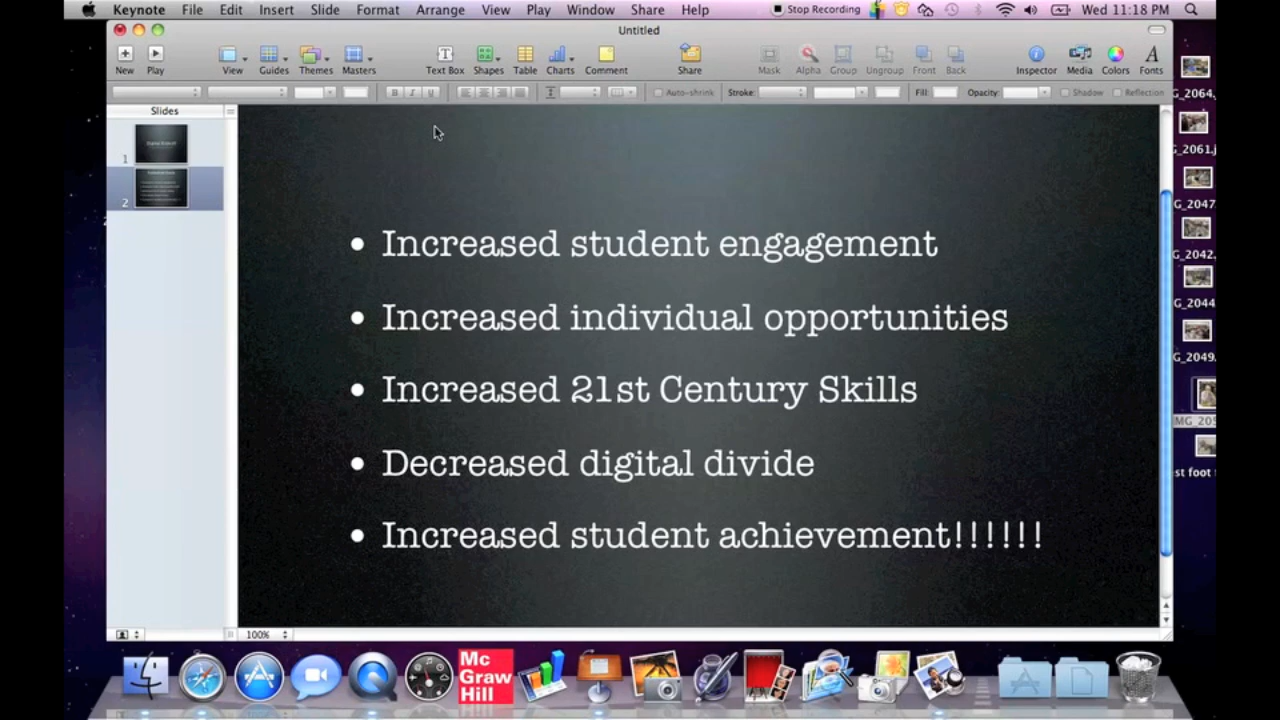 Keynote File Edit Insert Slide Format Arrange View Play Window Share Help Stop Recording Wed 11:18 PM
Untitled
New Play View Guides Themes Masters Text Box Shapes Table Charts Comment Share Mask Alpha Group Ungroup Front Back Inspector Media Colors Fonts
B I U Auto-shrink Stroke: Fill: Opacity: Shadow Reflection
Slides
1
2
Increased student engagement
Increased individual opportunities
Increased 21st Century Skills
Decreased digital divide
Increased student achievement!!!!!!
100%
G_2064.
G_2061.j
G_2047
G_2042.
G_2044
G_2049.
MG_205
st foot
Mc
Graw
Hill